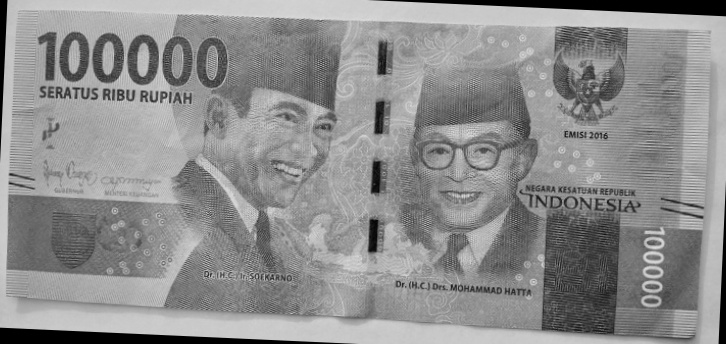 100000
SERATUS RIBU RUPIAH
GUBERNUR
MENTERI KEUANGAN
Dr. (H.C.) Ir. SOEKARNO
Dr. (H.C.) Drs. MOHAMMAD HATTA
EMISI 2016
NEGARA KESATUAN REPUBLIK
INDONESIA
100000